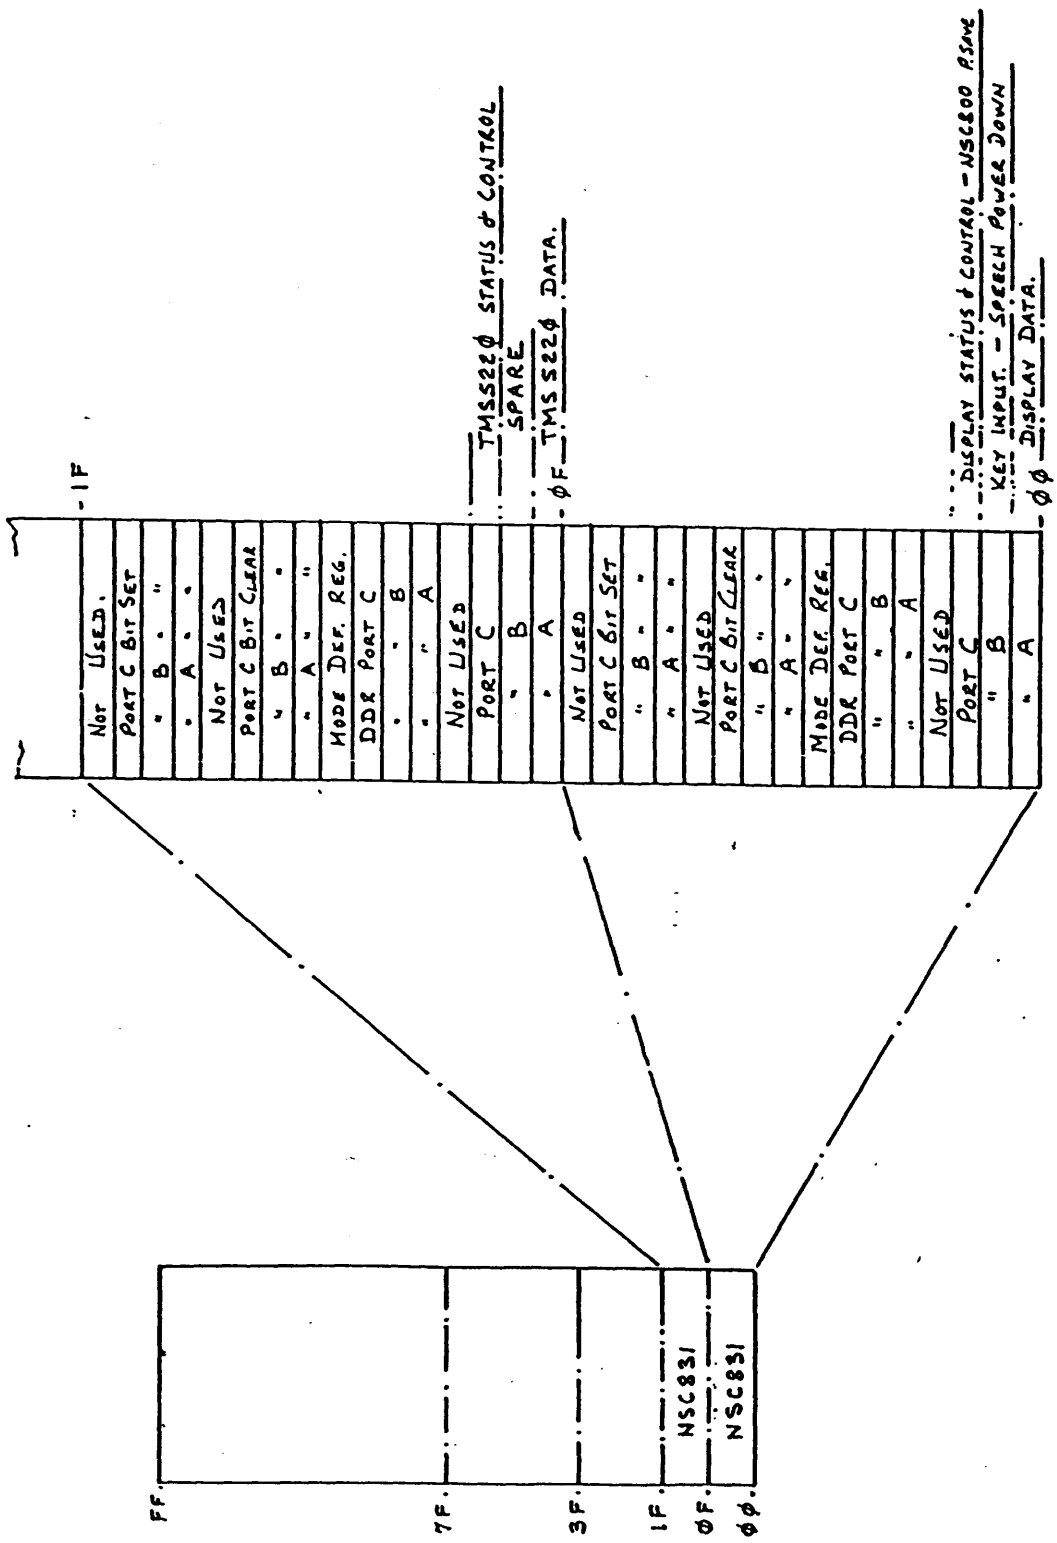 FF.
7F.
3F.
1F.
NSC831
ØF.
NSC831
ØØ.
- 1F
NOT USED.
PORT C BIT SET
" B " "
" A " "
NOT USED
PORT C BIT CLEAR
" B " "
" A " "
MODE DEF. REG.
DDR PORT C
" " B
" " A
NOT USED
PORT C
TMS522Ø STATUS & CONTROL
" B
SPARE
" A
- ØF
TMS522Ø DATA.
NOT USED
PORT C BIT SET
" B " "
" A " "
NOT USED
PORT C BIT CLEAR
" B " "
" A " "
MODE DEF. REG.
DDR PORT C
" " B
" " A
NOT USED
PORT C
DISPLAY STATUS & CONTROL - NSC800 P.SAVE
" B
KEY INPUT. - SPEECH POWER DOWN
" A
- ØØ
DISPLAY DATA.